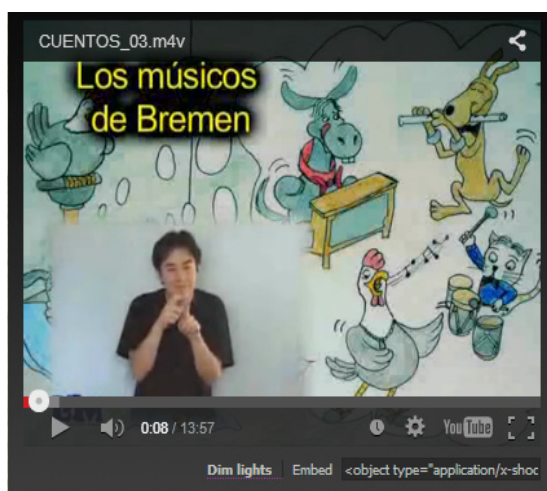 CUENTOS_03.m4v
Los músicos
de Bremen
0:08 / 13:57
YouTube
Dim lights Embed <object type="application/x-shoc